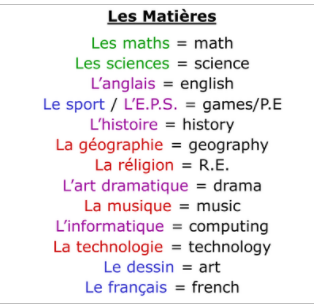 Les Matières
Les maths = math
Les sciences = science
L'anglais = english
Le sport / L'E.P.S. = games/P.E
L'histoire = history
La géographie = geography
La réligion = R.E.
L'art dramatique = drama
La musique = music
L'informatique = computing
La technologie = technology
Le dessin = art
Le français = french